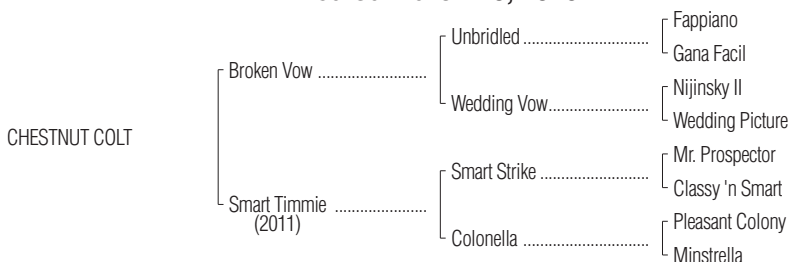 Fappiano
Unbridled
Gana Facil
Broken Vow
Nijinsky II
Wedding Vow
Wedding Picture
CHESTNUT COLT
Mr. Prospector
Smart Strike
Classy 'n Smart
Smart Timmie
(2011)
Pleasant Colony
Colonella
Minstrella